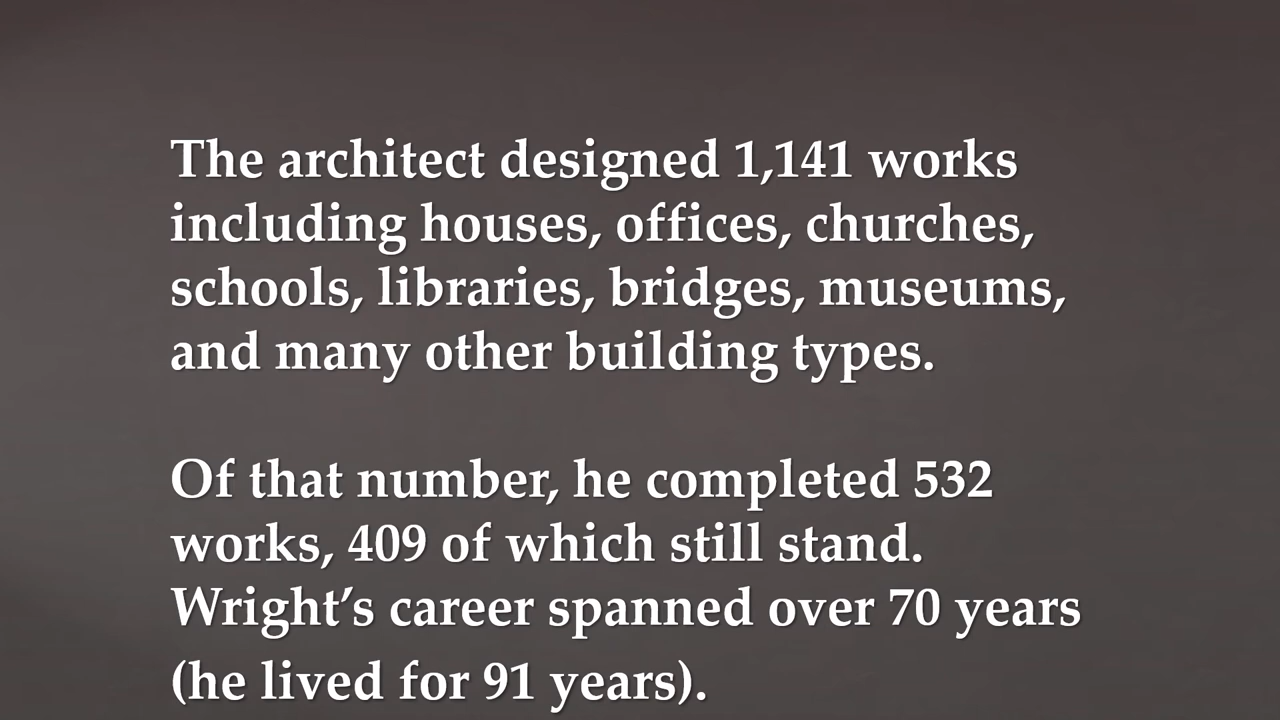 The architect designed 1,141 works
including houses, offices, churches,
schools, libraries, bridges, museums,
and many other building types.
Of that number, he completed 532
works, 409 of which still stand.
Wright’s career spanned over 70 years
(he lived for 91 years).